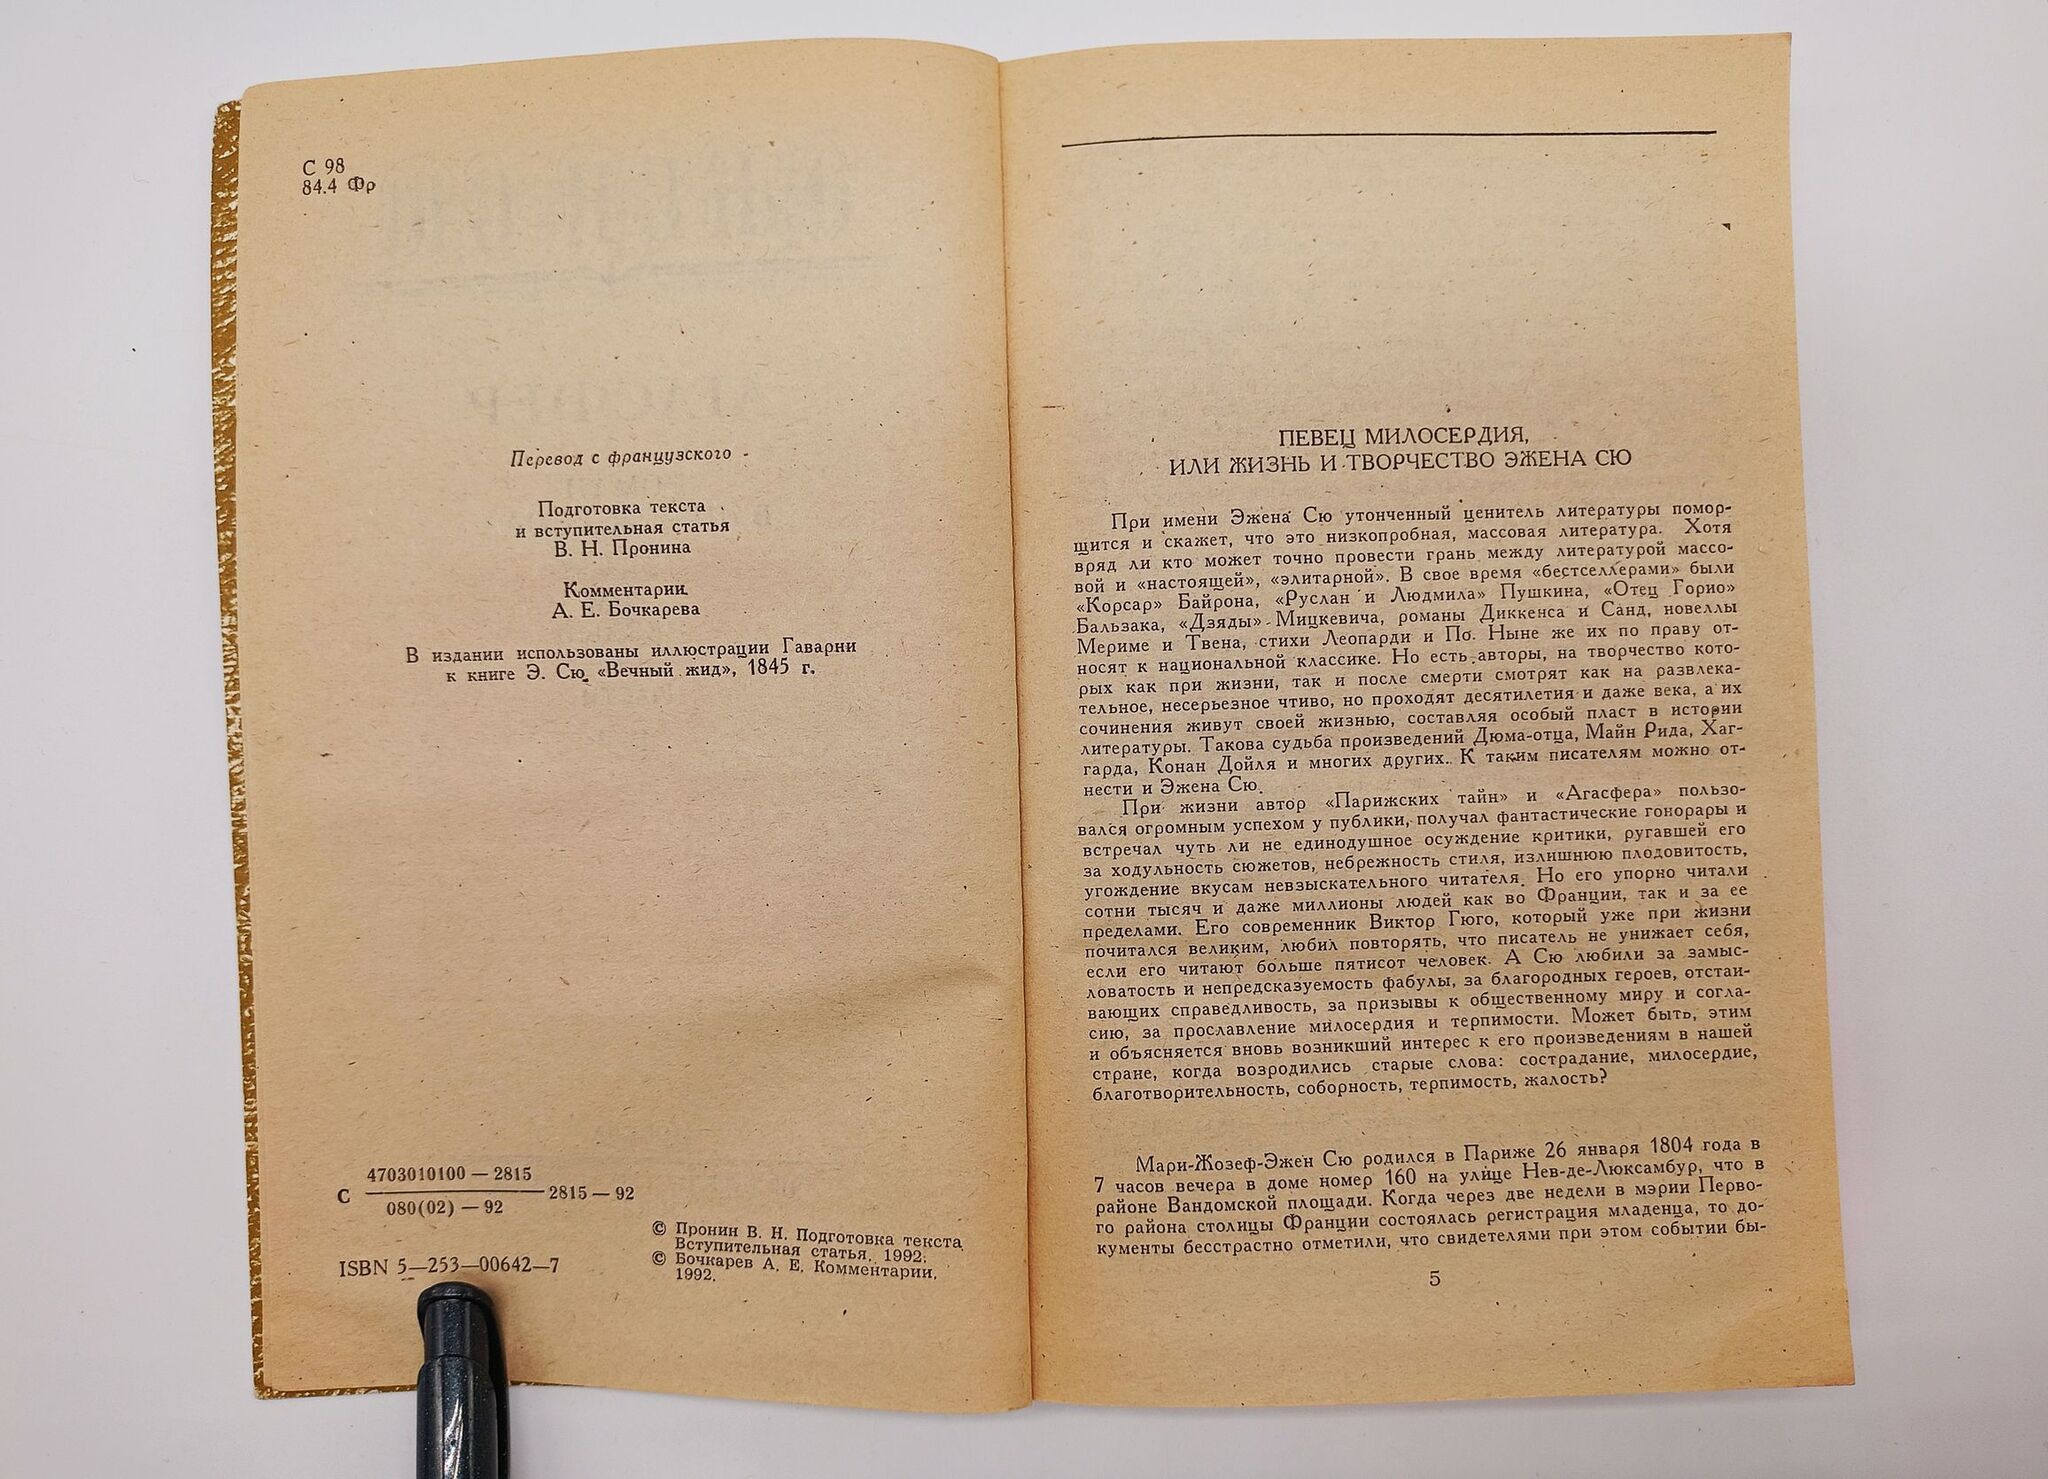 С 98
84.4 Фр
Перевод с французского
Подготовка текста
и вступительная статья
В. Н. Пронина
Комментарии
А. Е. Бочкарева
В издании использованы иллюстрации Гаварни
к книге Э. Сю «Вечный жид», 1845 г.
4703010100 — 2815
С 2815 — 92
080(02) — 92
ISBN 5—253—00642—7
© Пронин В. Н. Подготовка текста.
Вступительная статья. 1992.
© Бочкарев А. Е. Комментарии.
1992.
ПЕВЕЦ МИЛОСЕРДИЯ,
ИЛИ ЖИЗНЬ И ТВОРЧЕСТВО ЭЖЕНА СЮ
При имени Эжена Сю утонченный ценитель литературы помор-
щится и скажет, что это низкопробная, массовая литература. Хотя
вряд ли кто может точно провести грань между литературой массо-
вой и «настоящей», «элитарной». В свое время «бестселлерами» были
«Корсар» Байрона, «Руслан и Людмила» Пушкина, «Отец Горио»
Бальзака, «Дзяды» Мицкевича, романы Диккенса и Санд, новеллы
Мериме и Твена, стихи Леопарди и По. Ныне же их по праву от-
носят к национальной классике. Но есть авторы, на творчество кото-
рых как при жизни, так и после смерти смотрят как на развлека-
тельное, несерьезное чтиво, но проходят десятилетия и даже века, а их
сочинения живут своей жизнью, составляя особый пласт в истории
литературы. Такова судьба произведений Дюма-отца, Майн Рида, Хаг-
гарда, Конан Дойля и многих других. К таким писателям можно от-
нести и Эжена Сю.
При жизни автор «Парижских тайн» и «Агасфера» пользо-
вался огромным успехом у публики, получал фантастические гонорары и
встречал чуть ли не единодушное осуждение критики, ругавшей его
за ходульность сюжетов, небрежность стиля, излишнюю плодовитость,
угождение вкусам невзыскательного читателя. Но его упорно читали
сотни тысяч и даже миллионы людей как во Франции, так и за ее
пределами. Его современник Виктор Гюго, который уже при жизни
почитался великим, любил повторять, что писатель не унижает себя,
если его читают больше пятисот человек. А Сю любили за замыс-
ловатость и непредсказуемость фабулы, за благородных героев, отстаи-
вающих справедливость, за призывы к общественному миру и согла-
сию, за прославление милосердия и терпимости. Может быть, этим
и объясняется вновь возникший интерес к его произведениям в нашей
стране, когда возродились старые слова: сострадание, милосердие,
благотворительность, соборность, терпимость, жалость?
Мари-Жозеф-Эжен Сю родился в Париже 26 января 1804 года в
7 часов вечера в доме номер 160 на улице Нев-де-Люксамбур, что в
районе Вандомской площади. Когда через две недели в мэрии Перво-
го района столицы Франции состоялась регистрация младенца, то до-
кументы бесстрастно отметили, что свидетелями при этом событии бы-
5